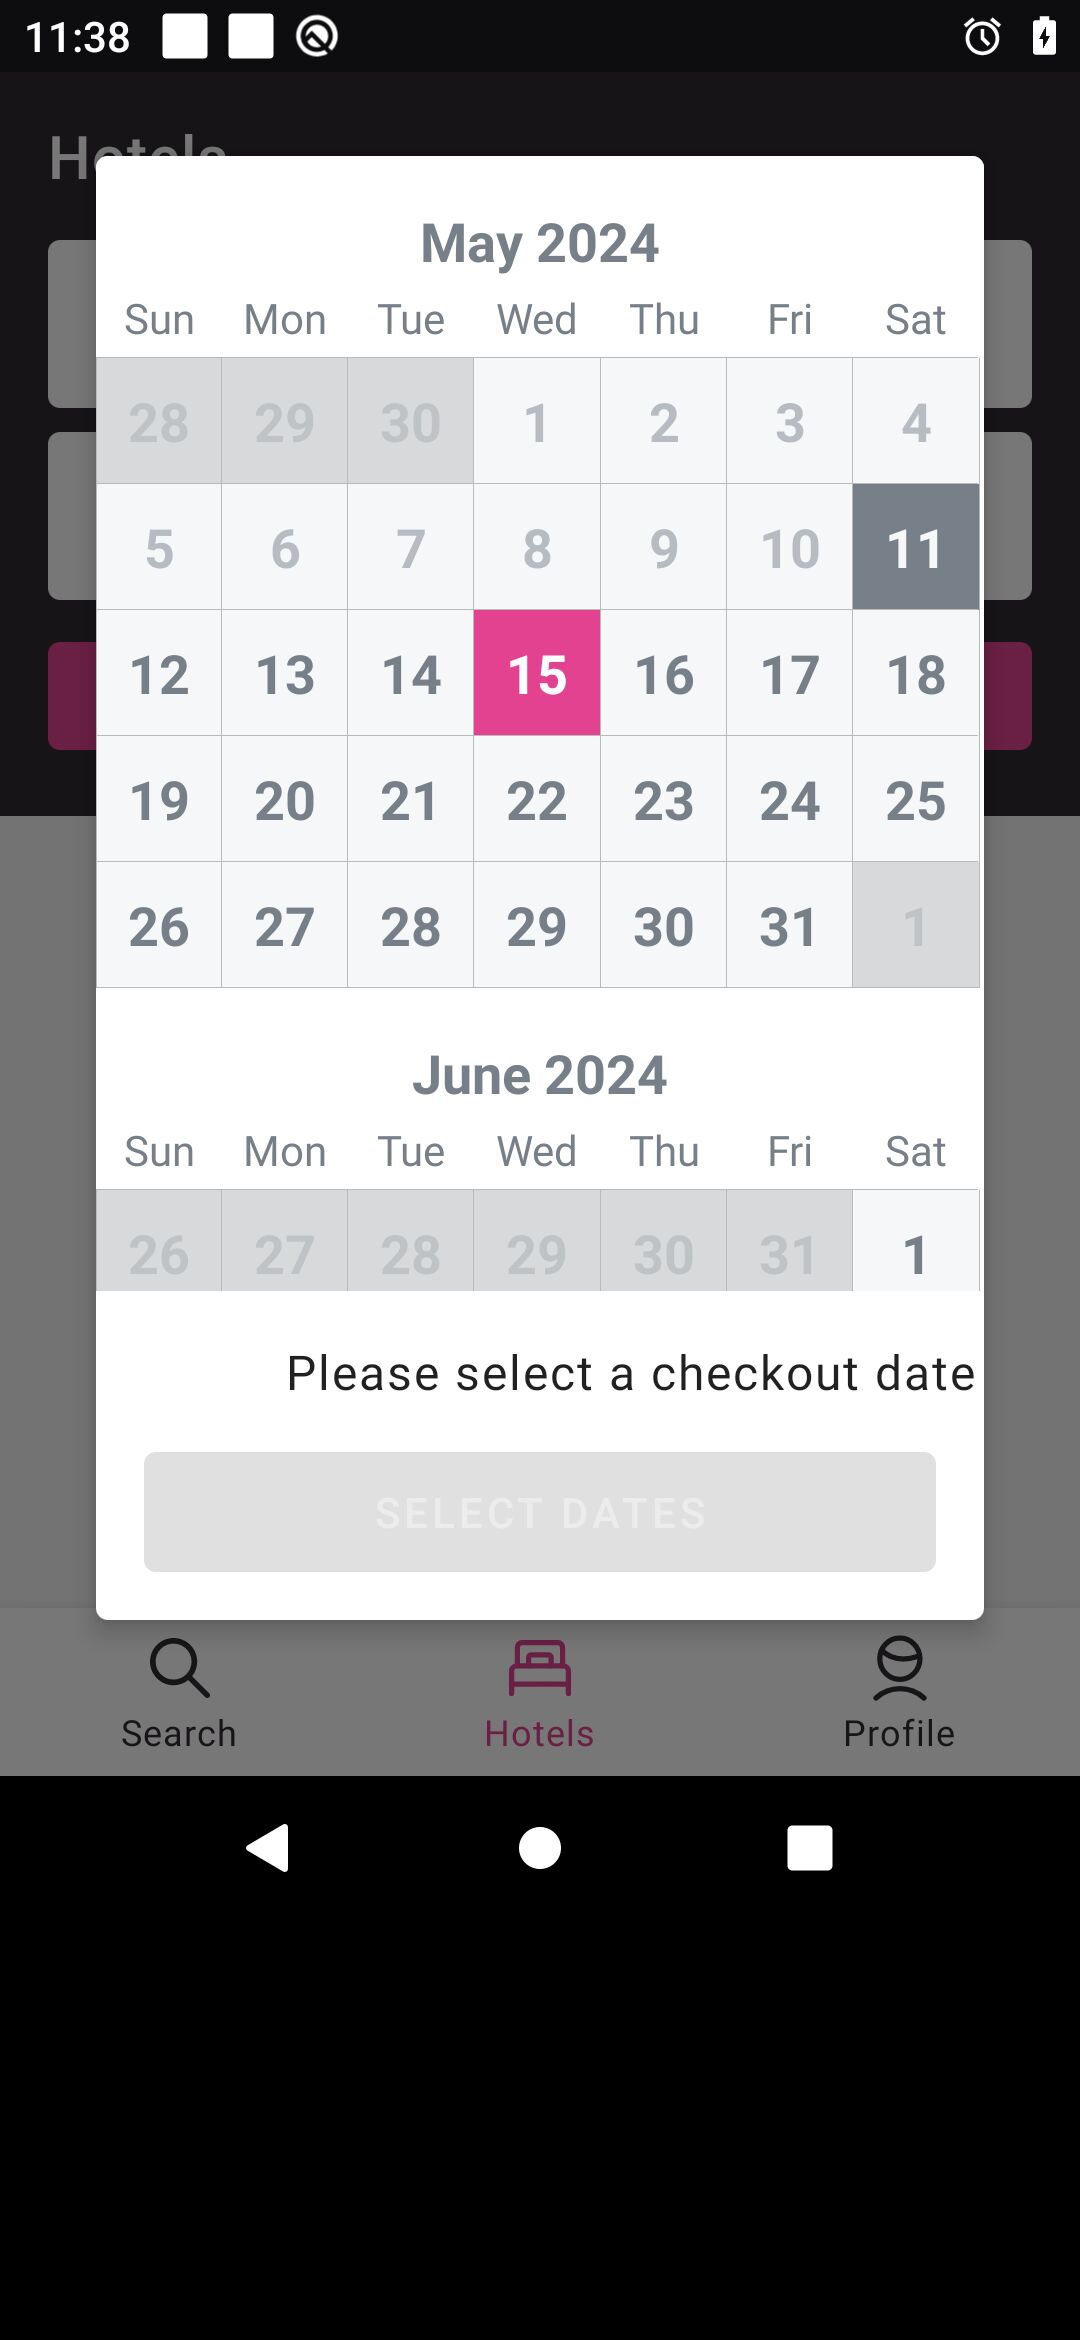 11:38
Hotels
May 2024
Sun Mon Tue Wed Thu Fri Sat
28 29 30 1 2 3 4
5 6 7 8 9 10 11
12 13 14 15 16 17 18
19 20 21 22 23 24 25
26 27 28 29 30 31 1
June 2024
Sun Mon Tue Wed Thu Fri Sat
26 27 28 29 30 31 1
Please select a checkout date
SELECT DATES
Search Hotels Profile